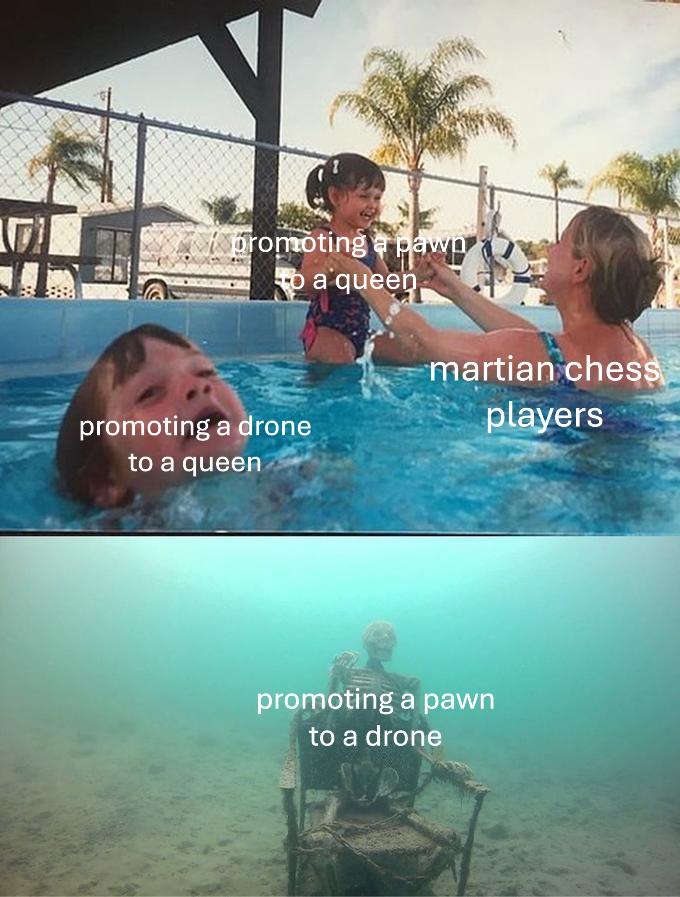 promoting a pawn
to a queen
martian chess
players
promoting a drone
to a queen
promoting a pawn
to a drone